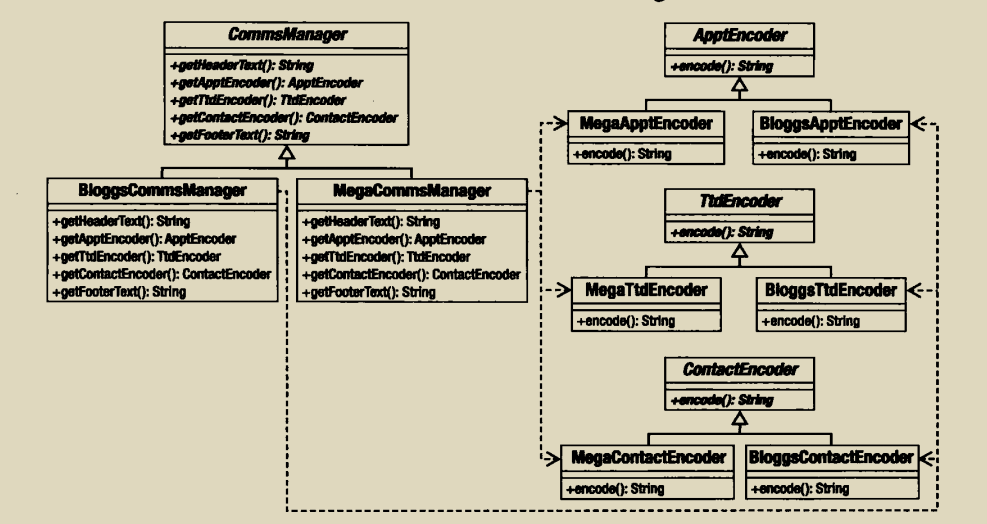 CommsManager
+getHeaderText(): String
+getApptEncoder(): ApptEncoder
+getTtdEncoder(): TtdEncoder
+getContactEncoder(): ContactEncoder
+getFooterText(): String
BloggsCommsManager
+getHeaderText(): String
+getApptEncoder(): ApptEncoder
+getTtdEncoder(): TtdEncoder
+getContactEncoder(): ContactEncoder
+getFooterText(): String
MegaCommsManager
+getHeaderText(): String
+getApptEncoder(): ApptEncoder
+getTtdEncoder(): TtdEncoder
+getContactEncoder(): ContactEncoder
+getFooterText(): String
ApptEncoder
+encode(): String
MegaApptEncoder
+encode(): String
BloggsApptEncoder
+encode(): String
TtdEncoder
+encode(): String
MegaTtdEncoder
+encode(): String
BloggsTtdEncoder
+encode(): String
ContactEncoder
+encode(): String
MegaContactEncoder
+encode(): String
BloggsContactEncoder
+encode(): String